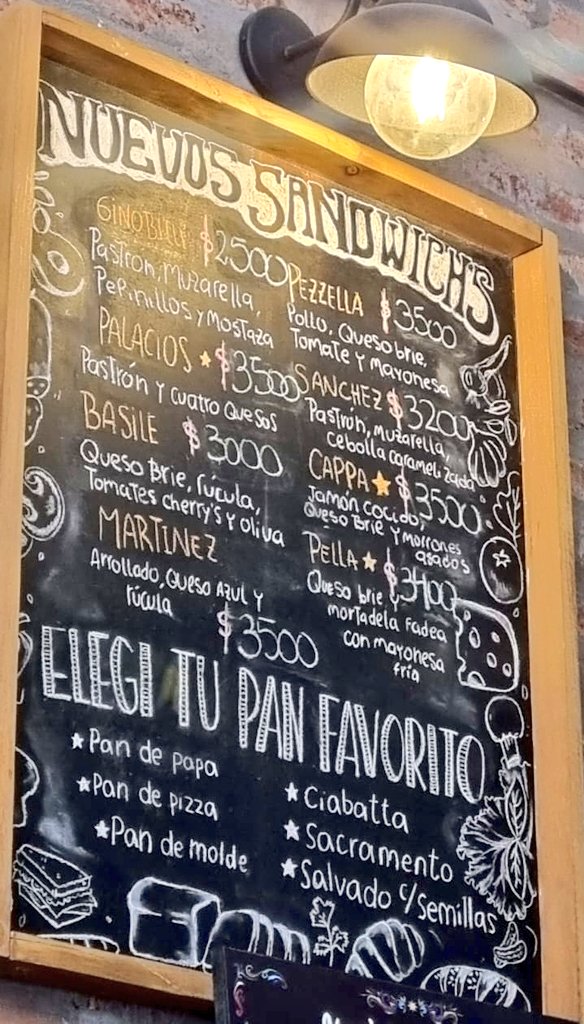 NUEVOS SANDWICHS
GINOBILI $2500
Pastron, Muzarella,
Pepinillos y Mostaza
PALACIOS $3500
Pastrón y cuatro Quesos
BASILE $3000
Queso Brie, rúcula,
Tomates cherry's y oliva
MARTINEZ
Arrollado, Queso Azul y
rúcula
$3500
PEZZELLA $3500
Pollo, Queso brie,
Tomate y mayonesa
SANCHEZ $3200
Pastrón, muzarella,
cebolla caramelizada
CAPPA $3500
Jamón cocido,
Queso Brie y morrones
asados
PELLA $3400
Queso brie y
mortadela
con mayonesa
fría
ELEGI TU PAN FAVORITO
Pan de papa
Pan de pizza
Pan de molde
Ciabatta
Sacramento
Salvado c/semillas